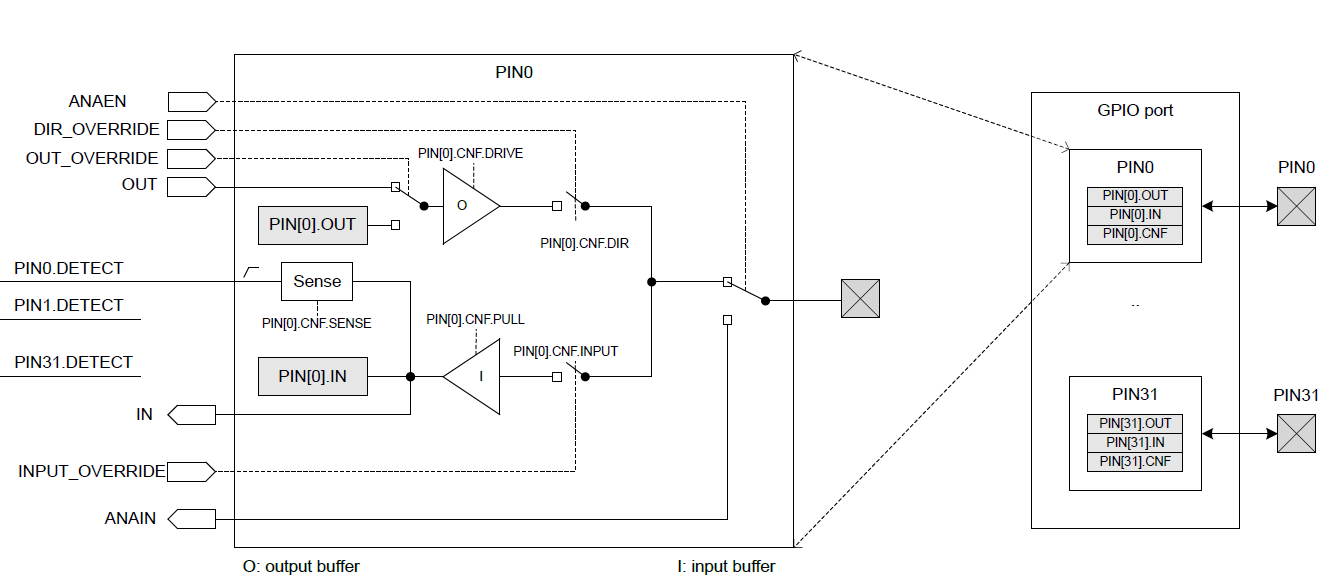 PIN0
ANAEN
DIR_OVERRIDE
OUT_OVERRIDE
OUT
PIN[0].CNF.DRIVE
O
PIN[0].OUT
PIN[0].CNF.DIR
PIN0.DETECT
Sense
PIN1.DETECT
PIN[0].CNF.SENSE
PIN[0].CNF.PULL
PIN[0].CNF.INPUT
PIN31.DETECT
PIN[0].IN
I
IN
INPUT_OVERRIDE
ANAIN
O: output buffer
I: input buffer
GPIO port
PIN0
PIN[0].OUT
PIN[0].IN
PIN[0].CNF
PIN0
..
PIN31
PIN[31].OUT
PIN[31].IN
PIN[31].CNF
PIN31